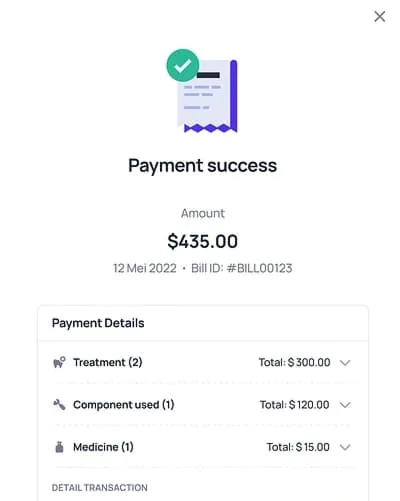 Payment success
Amount
$435.00
12 Mei 2022 • Bill ID: #BILL00123
Payment Details
Treatment (2) Total: $300.00
Component used (1) Total: $120.00
Medicine (1) Total: $15.00
DETAIL TRANSACTION